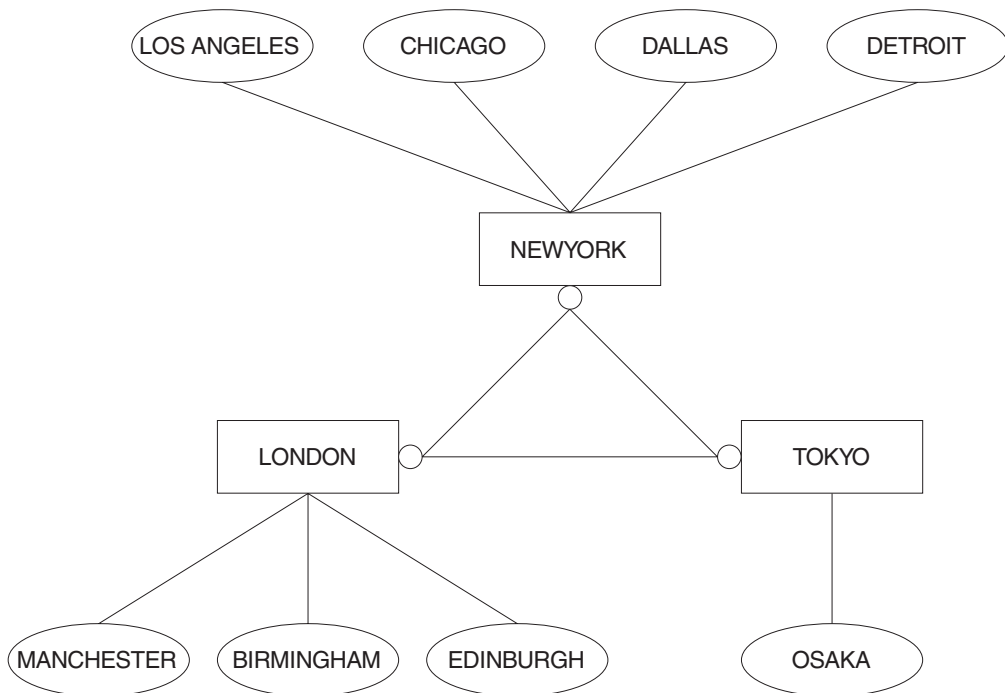 LOS ANGELES
CHICAGO
DALLAS
DETROIT
NEWYORK
LONDON
TOKYO
MANCHESTER
BIRMINGHAM
EDINBURGH
OSAKA